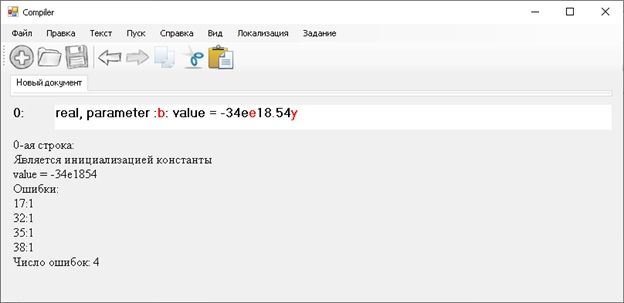 Compiler
Файл Правка Текст Пуск Справка Вид Локализация Задание
Новый документ
0: real, parameter :b: value = -34ee18.54y
0-ая строка:
Является инициализацией константы
value = -34e1854
Ошибки:
17:1
32:1
35:1
38:1
Число ошибок: 4